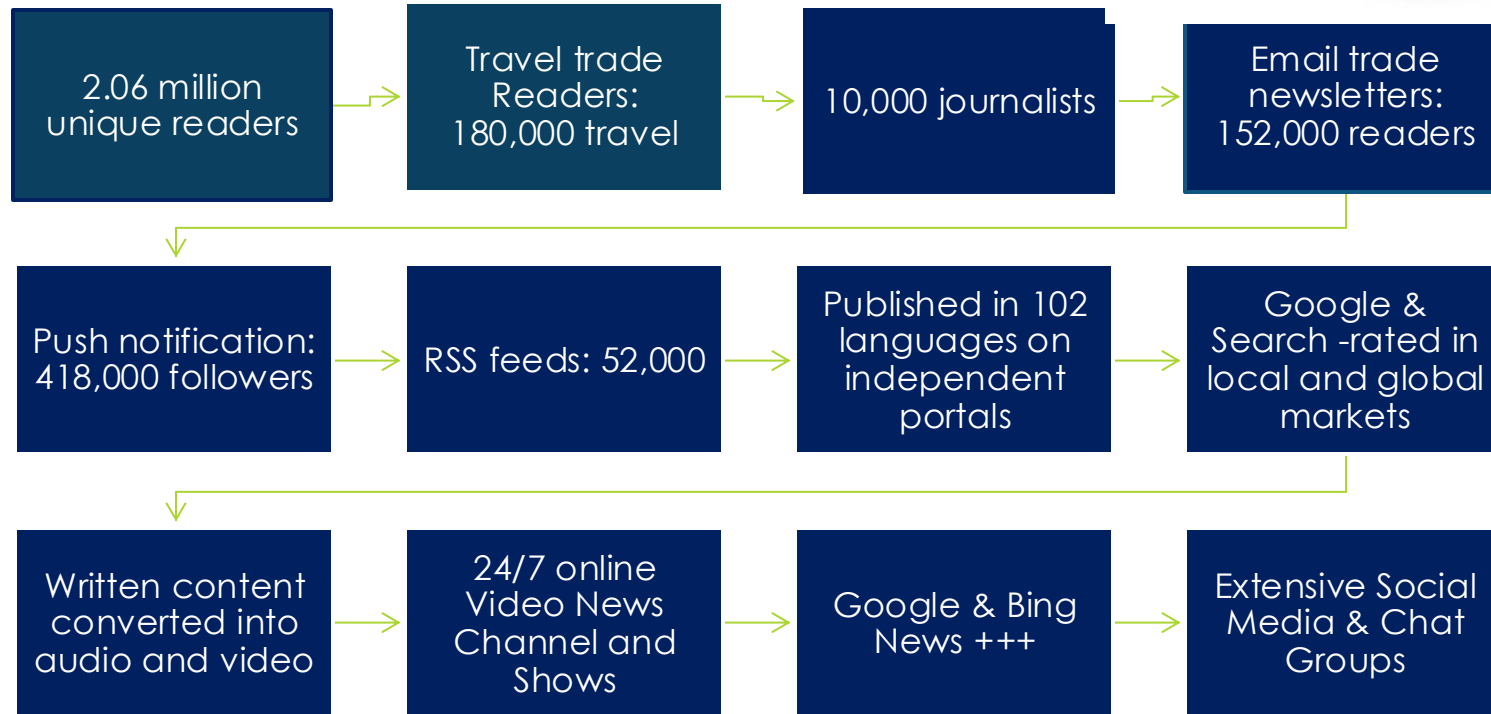 2.06 million
unique readers
Travel trade
Readers:
180,000 travel
10,000 journalists
Email trade
newsletters:
152,000 readers
Push notification:
418,000 followers
RSS feeds: 52,000
Published in 102
languages on
independent
portals
Google &
Search -rated in
local and global
markets
Written content
converted into
audio and video
24/7 online
Video News
Channel and
Shows
Google & Bing
News +++
Extensive Social
Media & Chat
Groups